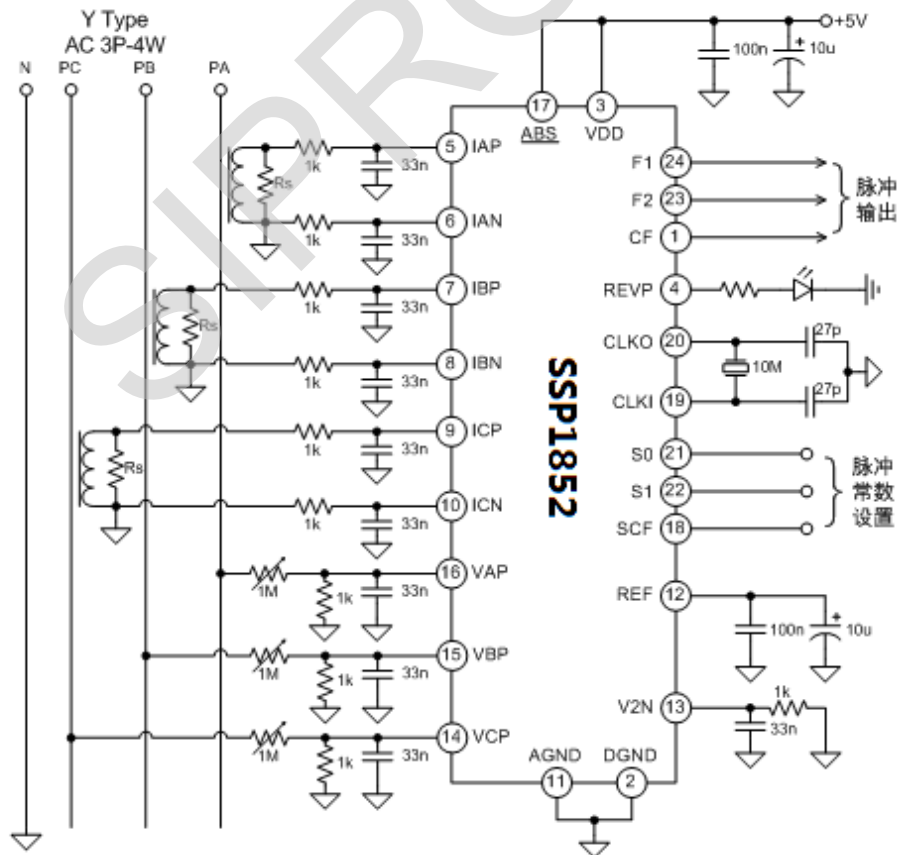 Y Type
AC 3P-4W
N PC PB PA
+5V
100n 10u
17 3
ABS VDD
Rs 1k 33n 5 IAP
1k 33n 6 IAN
Rs 1k 33n 7 IBP
1k 33n 8 IBN
Rs 1k 33n 9 ICP
1k 33n 10 ICN
1M 1k 33n 16 VAP
1M 1k 33n 15 VBP
1M 1k 33n 14 VCP
SSP1852
F1 24
F2 23
CF 1
脉冲
输出
REVP 4
CLKO 20 27p
10M
CLKI 19 27p
S0 21
S1 22
SCF 18
脉冲
常数
设置
REF 12
100n 10u
V2N 13 1k
33n
AGND DGND
11 2
SIPRO